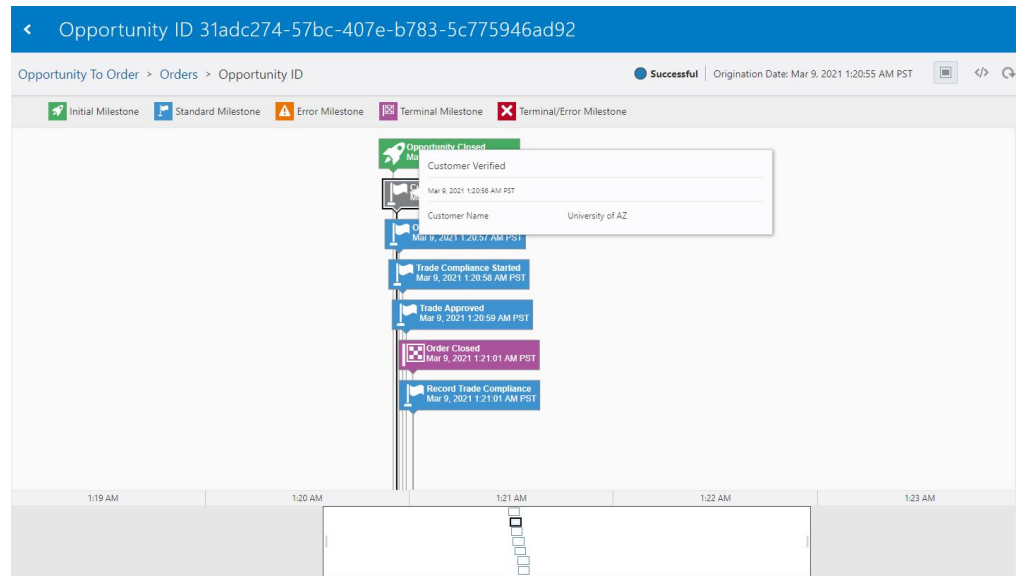 Opportunity ID 31adc274-57bc-407e-b783-5c775946ad92
Opportunity To Order > Orders > Opportunity ID
Successful | Origination Date: Mar 9, 2021 1:20:55 AM PST
Initial Milestone Standard Milestone Error Milestone Terminal Milestone Terminal/Error Milestone
Opportunity Closed
Ma
Customer Verified
Mar 9, 2021 1:20:56 AM PST
Customer Name University of AZ
Mar 9, 2021 1:20:57 AM PST
Trade Compliance Started
Mar 9, 2021 1:20:58 AM PST
Trade Approved
Mar 9, 2021 1:20:59 AM PST
Order Closed
Mar 9, 2021 1:21:01 AM PST
Record Trade Compliance
Mar 9, 2021 1:21:01 AM PST
1:19 AM 1:20 AM 1:21 AM 1:22 AM 1:23 AM